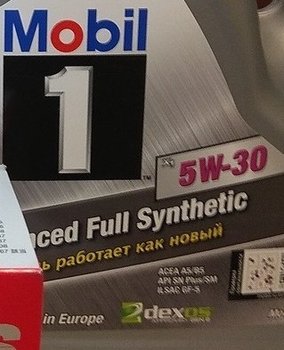 Mobil
1
TM
5W-30
nced Full Synthetic
ь работает как новый
ACEA A5/B5
API SN Plus/SM
ILSAC GF-5
in Europe
dexos